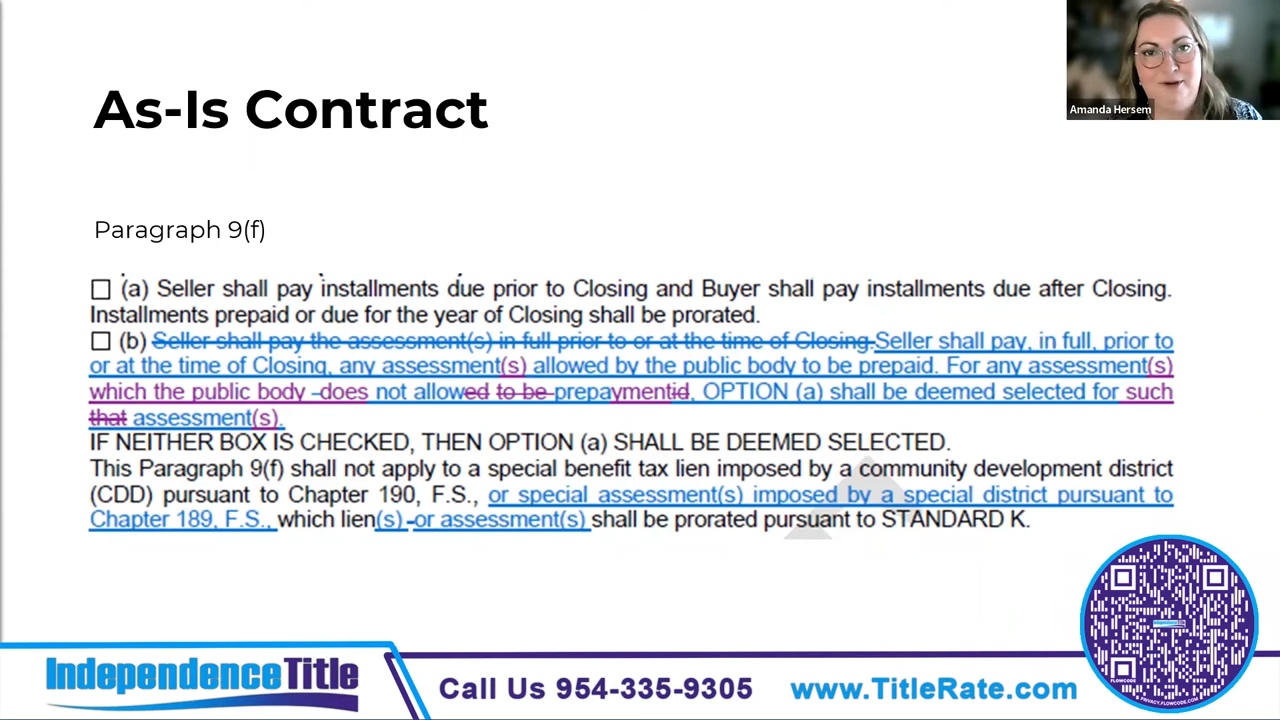 As-Is Contract
Amanda Hersem
Paragraph 9(f)
☐ (a) Seller shall pay installments due prior to Closing and Buyer shall pay installments due after Closing.
Installments prepaid or due for the year of Closing shall be prorated.
☐ (b) Seller shall pay the assessment(s) in full prior to or at the time of Closing.Seller shall pay, in full, prior to
or at the time of Closing, any assessment(s) allowed by the public body to be prepaid. For any assessment(s)
which the public body -does not allowed to be prepaymentid, OPTION (a) shall be deemed selected for such
that assessment(s).
IF NEITHER BOX IS CHECKED, THEN OPTION (a) SHALL BE DEEMED SELECTED.
This Paragraph 9(f) shall not apply to a special benefit tax lien imposed by a community development district
(CDD) pursuant to Chapter 190, F.S., or special assessment(s) imposed by a special district pursuant to
Chapter 189, F.S., which lien(s) -or assessment(s) shall be prorated pursuant to STANDARD K.
IndependenceTitle
Call Us 954-335-9305
www.TitleRate.com
IndependenceTitle
FLOWCODE
PRIVACY.FLOWCODE.COM